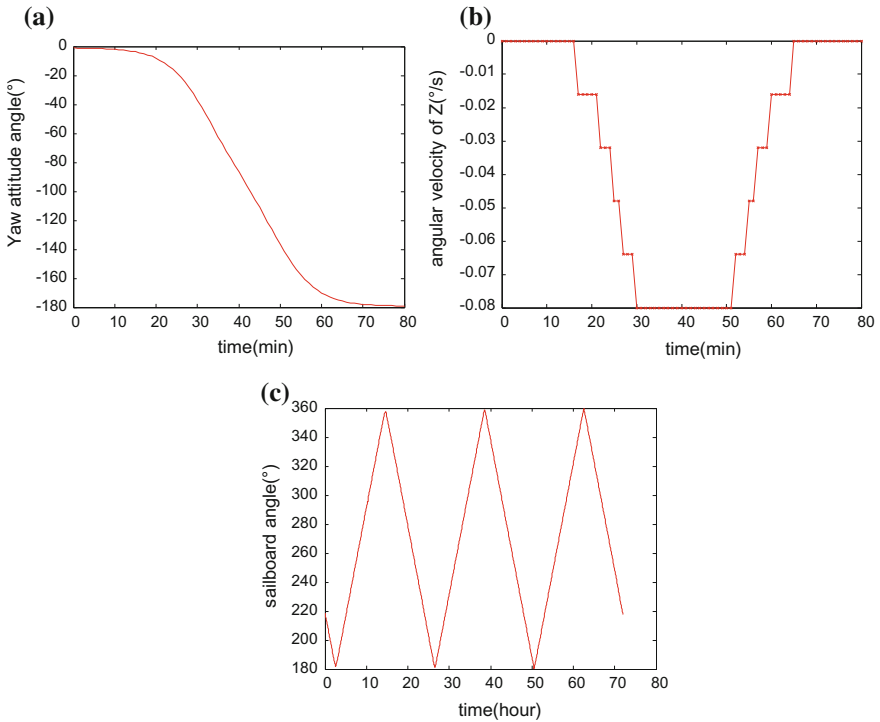 (a)
Yaw attitude angle(°)
0
-20
-40
-60
-80
-100
-120
-140
-160
-180
0 10 20 30 40 50 60 70 80
time(min)
(b)
angular velocity of Z(°/s)
0
-0.01
-0.02
-0.03
-0.04
-0.05
-0.06
-0.07
-0.08
0 10 20 30 40 50 60 70 80
time(min)
(c)
sailboard angle(°)
360
340
320
300
280
260
240
220
200
180
0 10 20 30 40 50 60 70 80
time(hour)